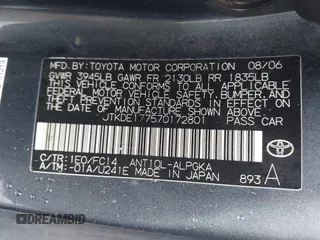 MFD.BY:TOYOTA MOTOR CORPORATION 08/06
GVWR 3945LB GAWR FR 2130LB RR 1835LB
THIS VEHICLE CONFORMS TO ALL APPLICABLE
FEDERAL MOTOR VEHICLE SAFETY, BUMPER, AND
THEFT PREVENTION STANDARDS IN EFFECT ON
THE DATE OF MANUFACTURE SHOWN ABOVE.
JTKDE177570172801 PASS CAR
C/TR:1E0/FC14 ANT10L-ALPGKA
A/TM:-01A/U241E MADE IN JAPAN 893 A
TOYOTA
DREAMBID